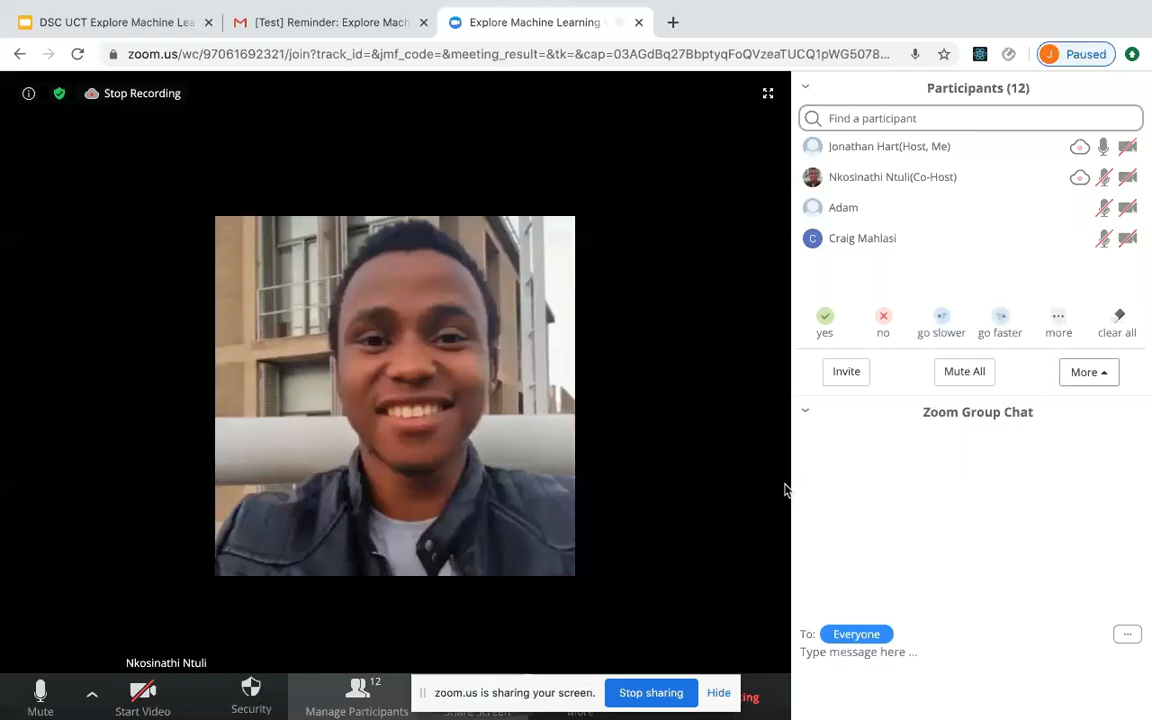 DSC UCT Explore Machine Lea
[Test] Reminder: Explore Mach
Explore Machine Learning
zoom.us/wc/97061692321/join?track_id=&jmf_code=&meeting_result=&tk=&cap=03AGdBq27BbptyqFoQVzeaTUCQ1pWG5078...
J Paused
Stop Recording
Participants (12)
Find a participant
Jonathan Hart(Host, Me)
Nkosinathi Ntuli(Co-Host)
Adam
C Craig Mahlasi
yes no go slower go faster more clear all
Invite Mute All More
Zoom Group Chat
To: Everyone
Type message here ...
Nkosinathi Ntuli
12
Mute Start Video Security Manage Participants
zoom.us is sharing your screen. Stop sharing Hide